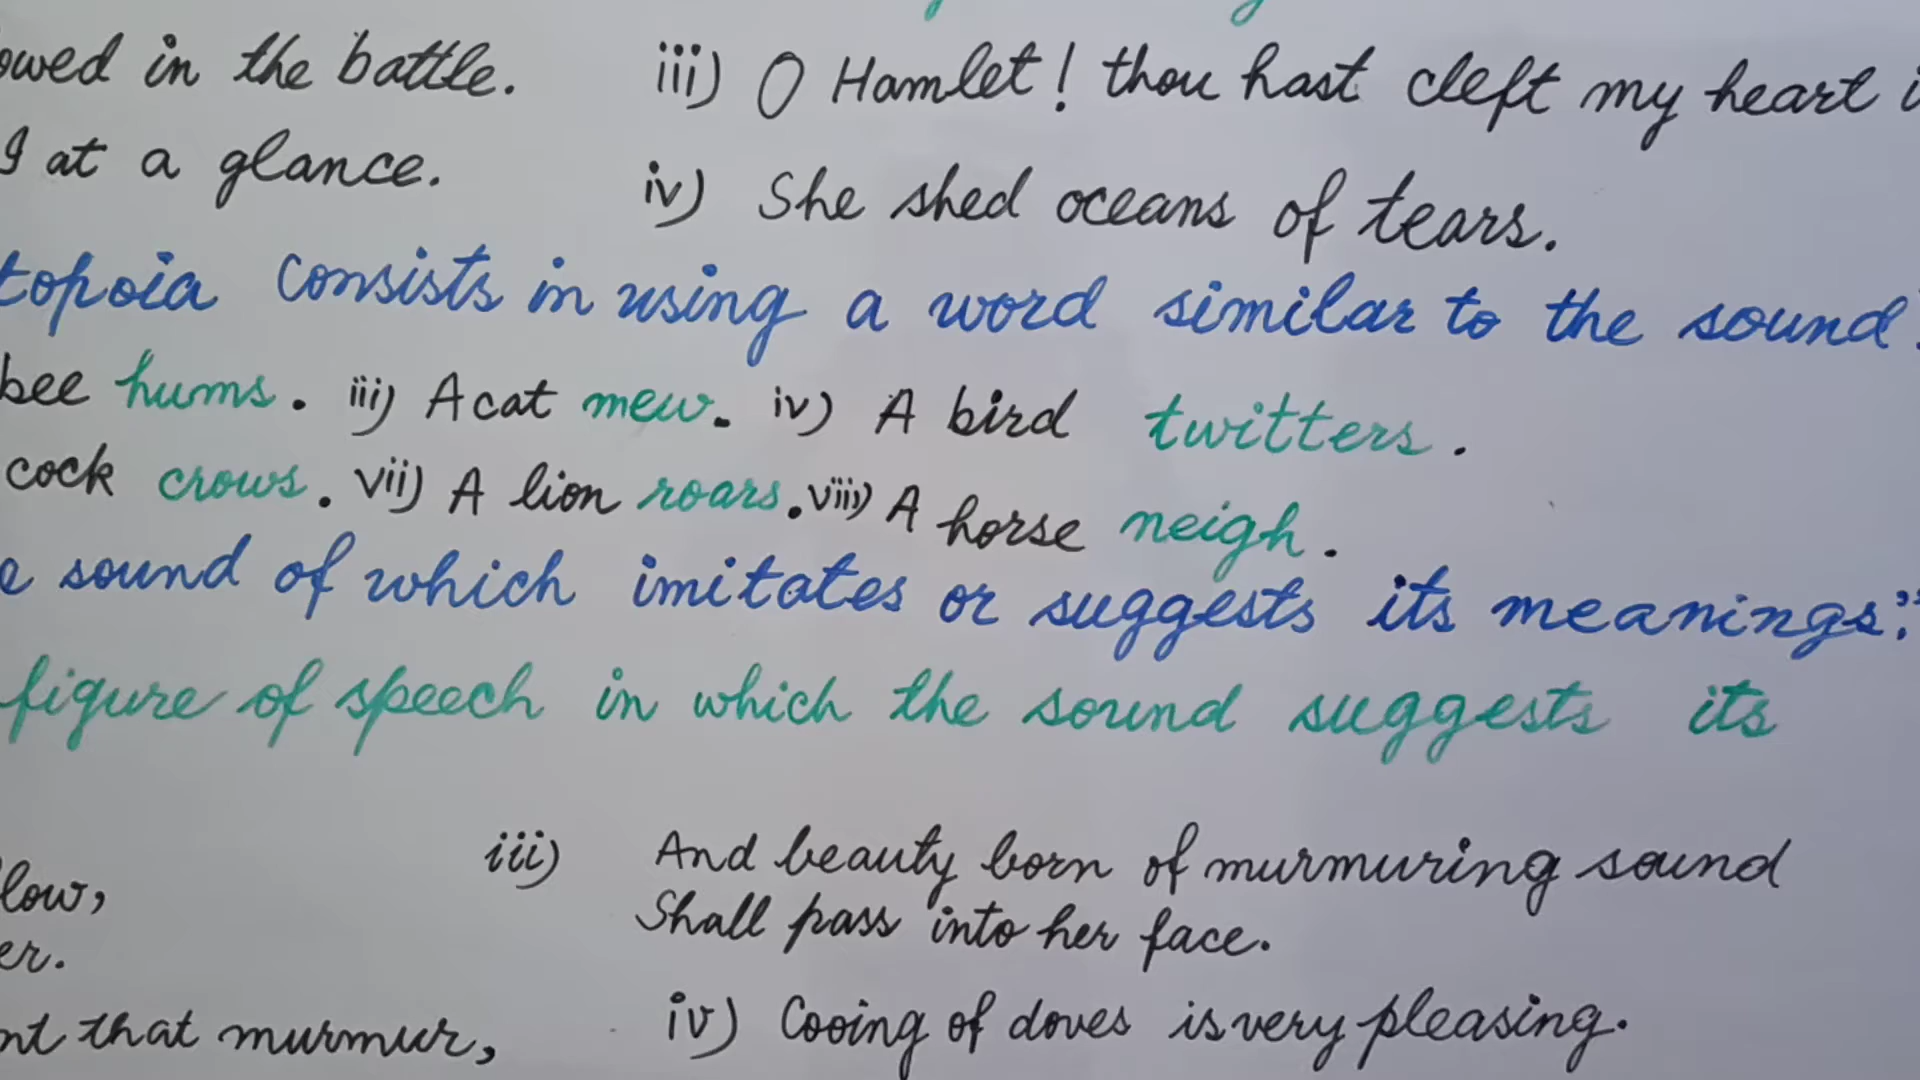 owed in the battle. iii) O Hamlet! thou hast cleft my heart i
I at a glance. iv) She shed oceans of tears.
topoia consists in using a word similar to the sound.
bee hums. iii) A cat mew. iv) A bird twitters.
cock crows. vii) A lion roars. viii) A horse neigh.
e sound of which imitates or suggests its meanings."
figure of speech in which the sound suggests its
low, iii) And beauty born of murmuring sound
er. Shall pass into her face.
nt that murmur, iv) Cooing of doves is very pleasing.